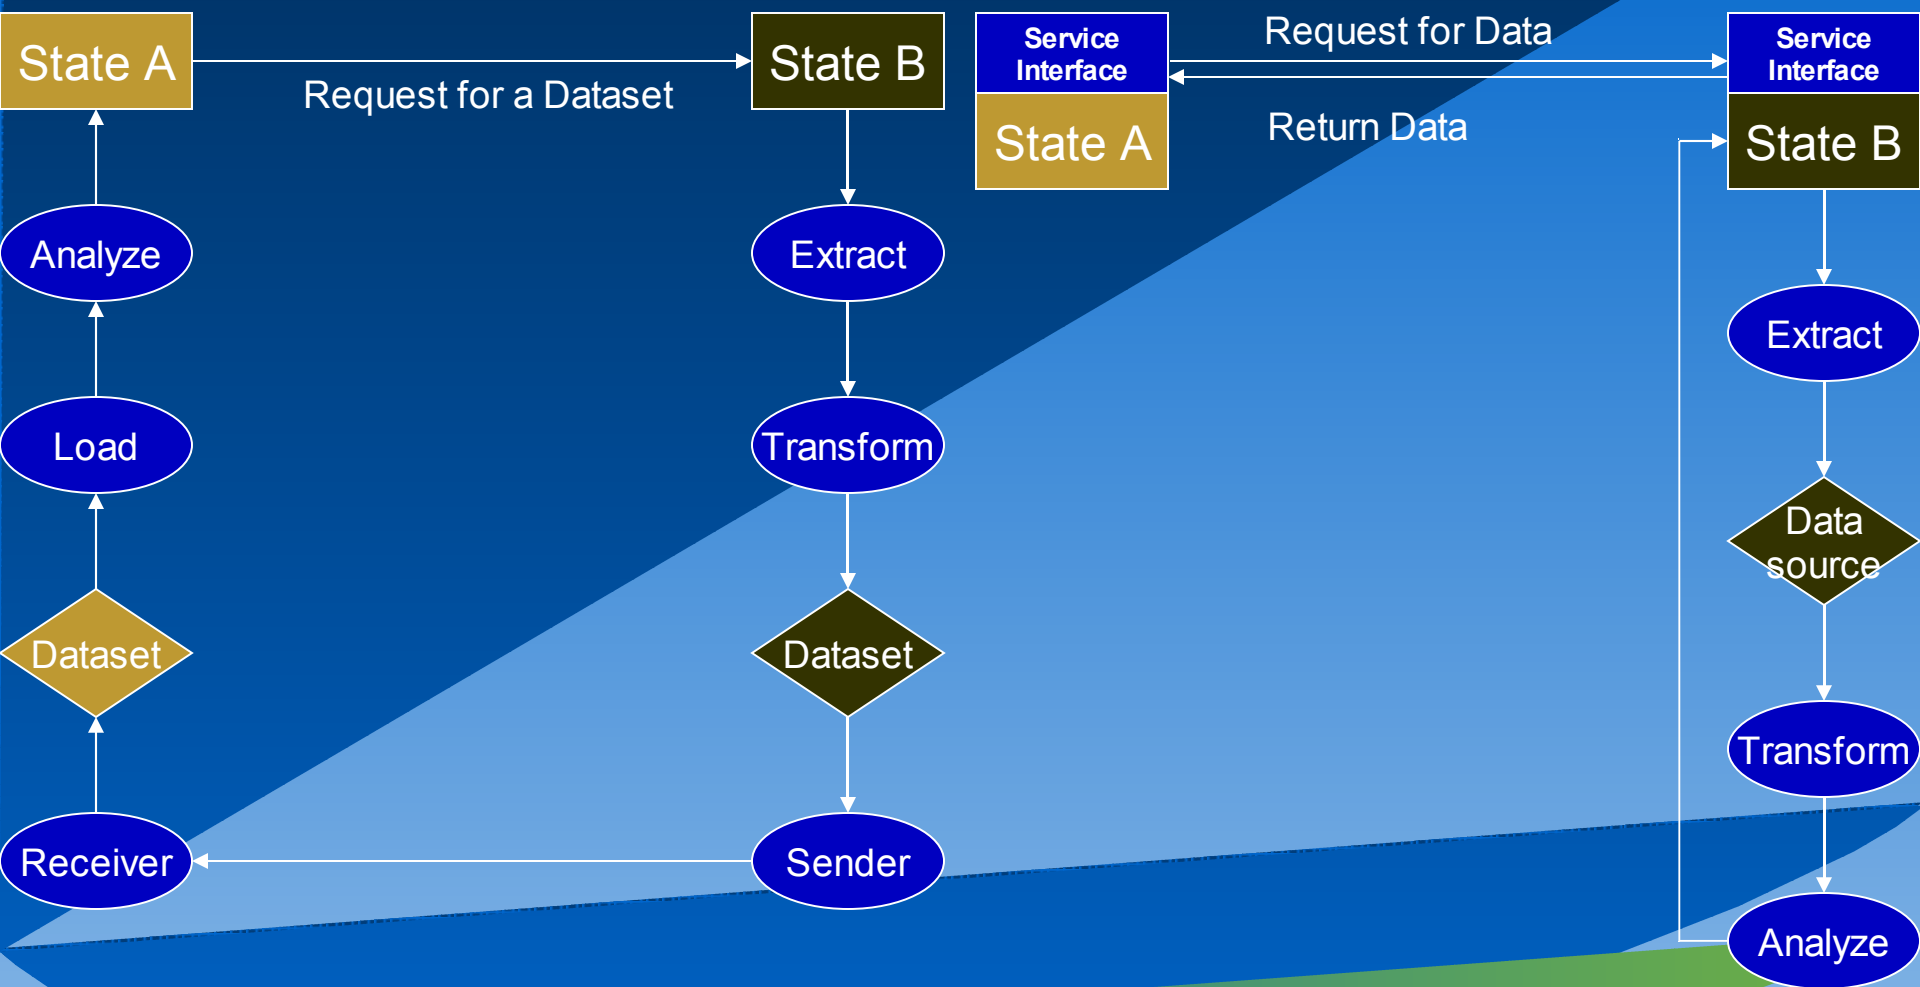 State A
Request for a Dataset
State B
Analyze
Extract
Load
Transform
Dataset
Dataset
Receiver
Sender
Service
Interface
State A
Request for Data
Return Data
Service
Interface
State B
Extract
Data
source
Transform
Analyze